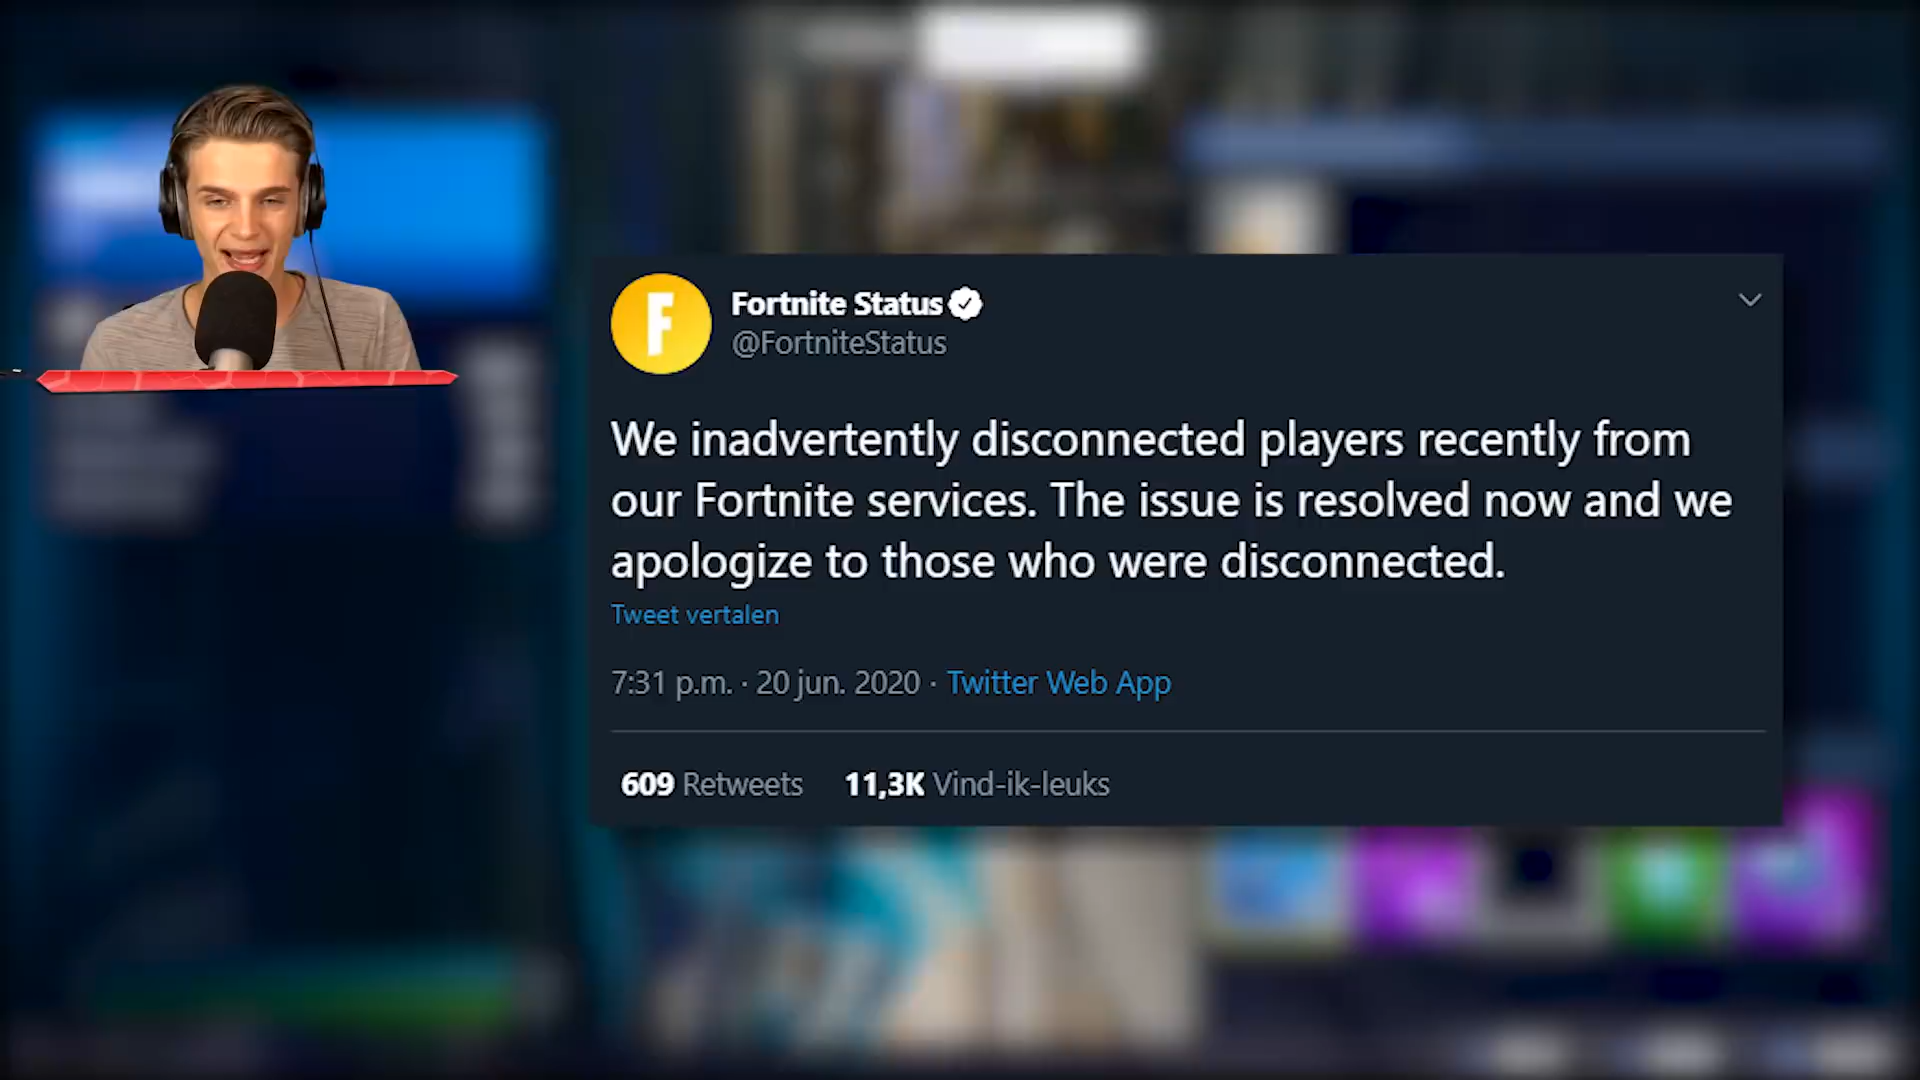 F
Fortnite Status
@FortniteStatus
We inadvertently disconnected players recently from
our Fortnite services. The issue is resolved now and we
apologize to those who were disconnected.
Tweet vertalen
7:31 p.m. · 20 jun. 2020 · Twitter Web App
609 Retweets 11,3K Vind-ik-leuks